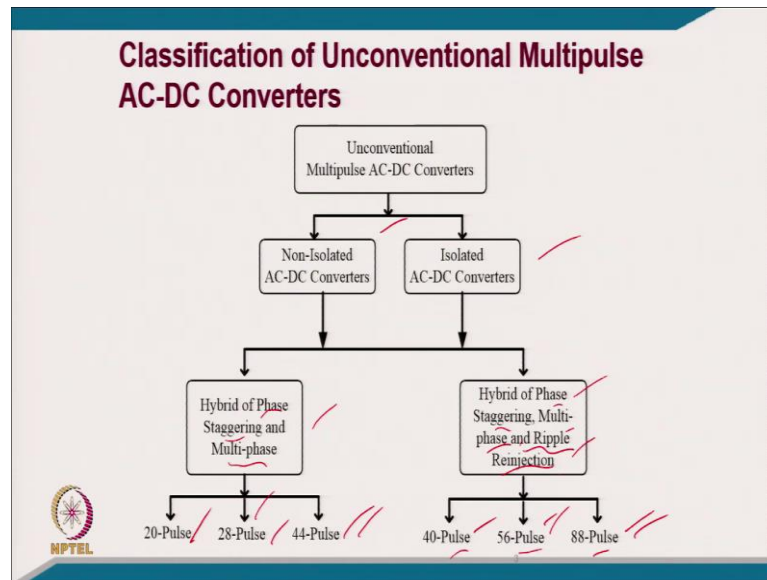 Classification of Unconventional Multipulse
AC-DC Converters
Unconventional
Multipulse AC-DC Converters
Non-Isolated
AC-DC Converters
Isolated
AC-DC Converters
Hybrid of Phase
Staggering and
Multi-phase
Hybrid of Phase
Staggering, Multi-
phase and Ripple
Reinjection
20-Pulse
28-Pulse
44-Pulse
40-Pulse
56-Pulse
88-Pulse
NPTEL